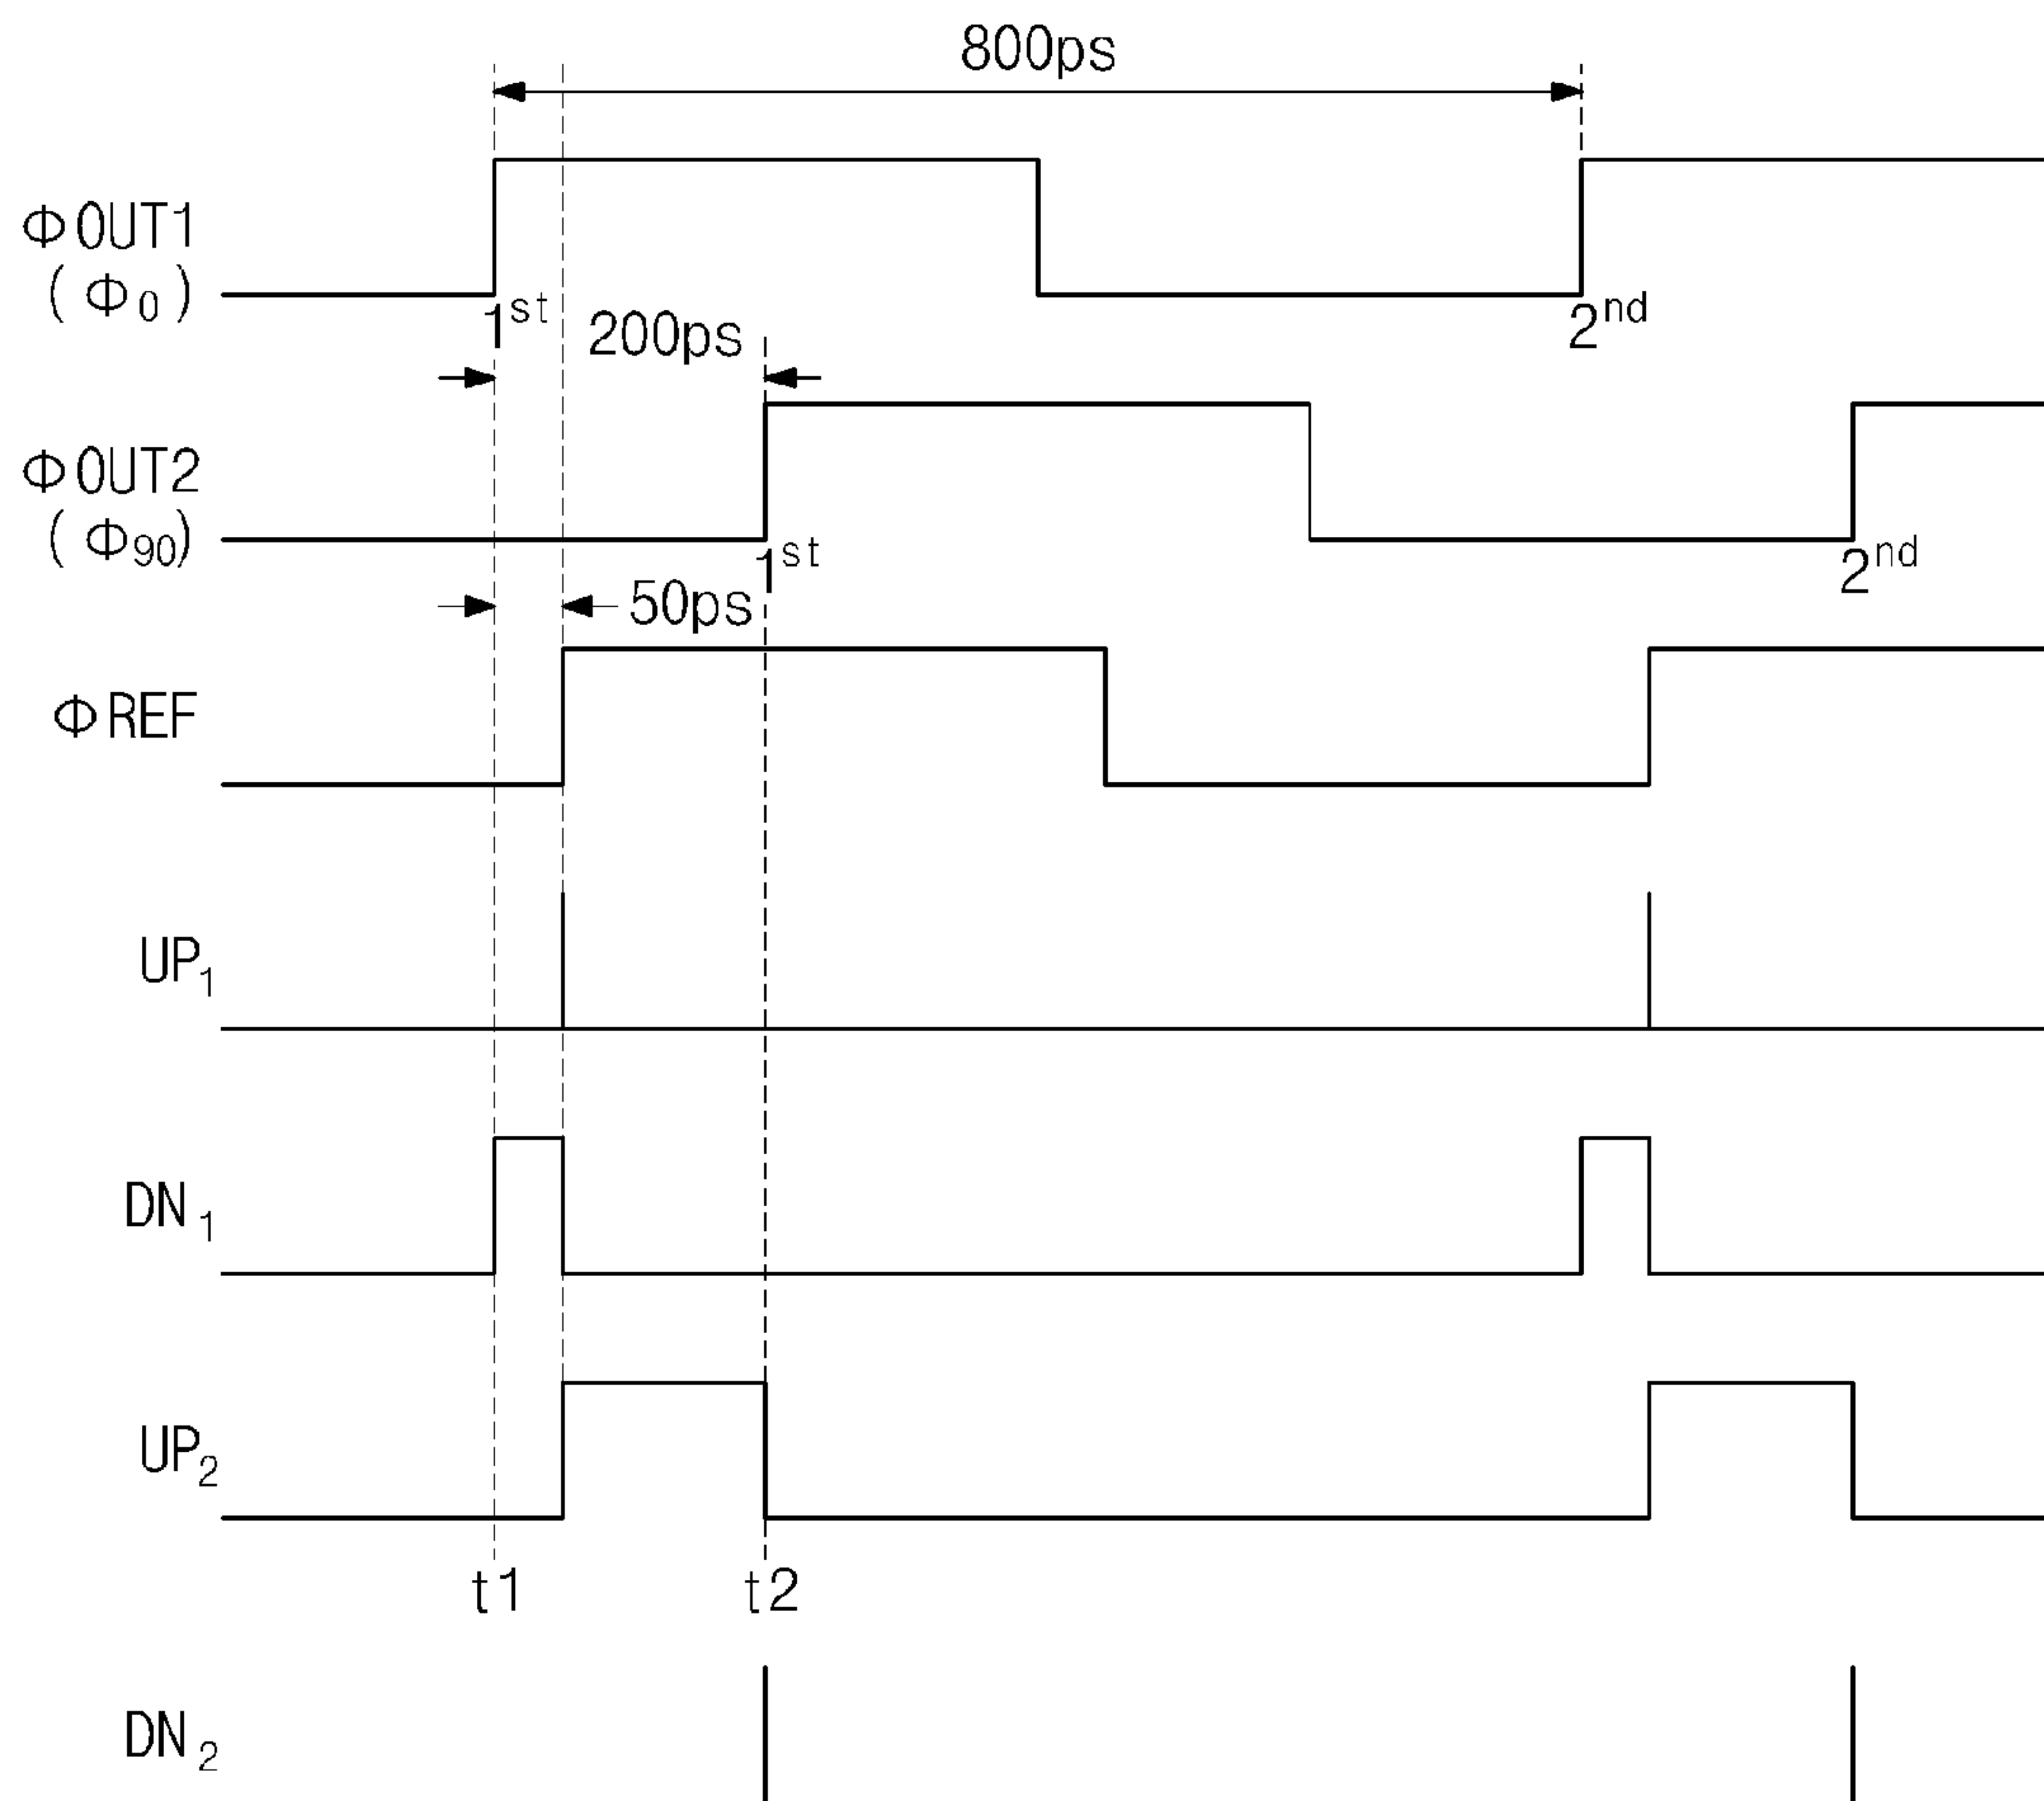 800ps
ΦOUT1
(Φ0)
1st
2nd
200ps
ΦOUT2
(Φ90)
1st
2nd
50ps
ΦREF
UP1
DN1
UP2
t1
t2
DN2